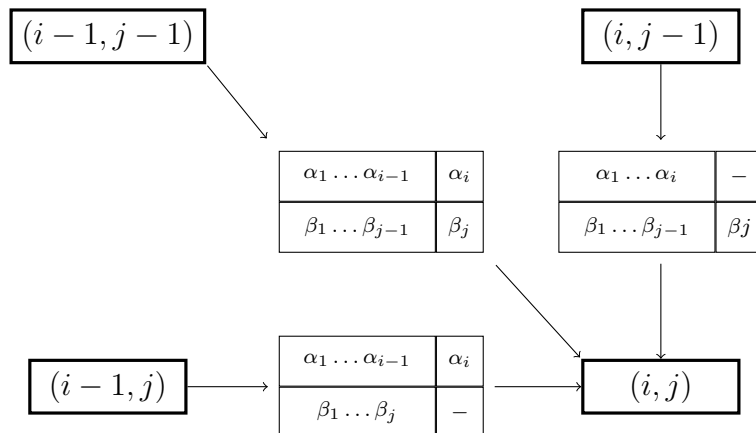 (i − 1, j − 1) (i, j − 1)
α₁ … αᵢ₋₁ αᵢ α₁ … αᵢ −
β₁ … βⱼ₋₁ βⱼ β₁ … βⱼ₋₁ βj
α₁ … αᵢ₋₁ αᵢ
(i − 1, j) (i, j)
β₁ … βⱼ −